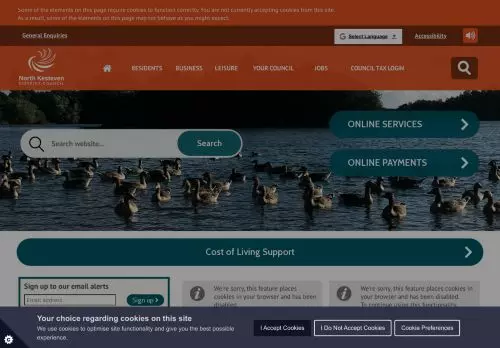 Some of the elements on this page require cookies to function correctly. You are not currently accepting cookies from this site.
As a result, some of the elements on this page may not behave as you might expect.
General Enquiries
Select Language
Accessibility
North Kesteven
DISTRICT COUNCIL
RESIDENTS
BUSINESS
LEISURE
YOUR COUNCIL
JOBS
COUNCIL TAX LOGIN
ONLINE SERVICES
Search website...
Search
ONLINE PAYMENTS
Cost of Living Support
Sign up to our email alerts
Email address
Sign up
We're sorry, this feature places
cookies in your browser and has been
disabled.
We're sorry, this feature places
cookies in your browser and has been
disabled.
To continue using this functionality,
Your choice regarding cookies on this site
We use cookies to optimise site functionality and give you the best possible
experience.
I Accept Cookies
I Do Not Accept Cookies
Cookie Preferences